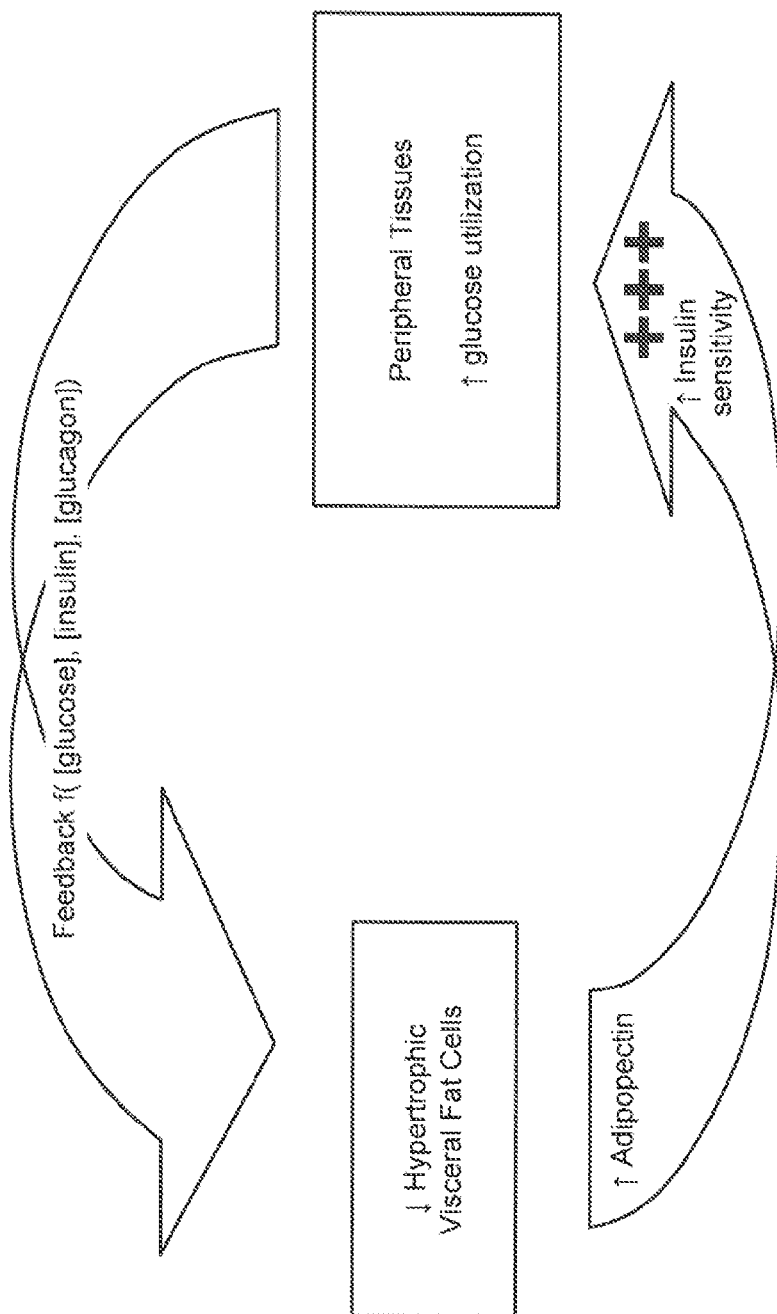 Feedback f( [glucose], [insulin], [glucagon])
↓ Hypertrophic
Visceral Fat Cells
Peripheral Tissues
↑ glucose utilization
↑ Adipopectin
+++
↑ Insulin
sensitivity